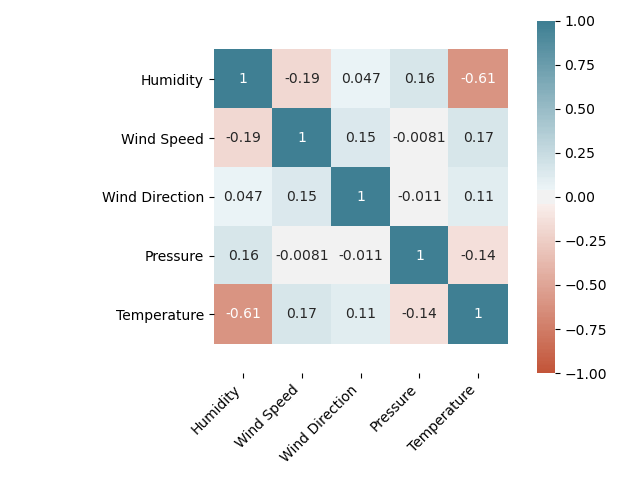 1.00
0.75
0.50
0.25
0.00
−0.25
−0.50
−0.75
−1.00
Humidity 1 -0.19 0.047 0.16 -0.61
Wind Speed -0.19 1 0.15 -0.0081 0.17
Wind Direction 0.047 0.15 1 -0.011 0.11
Pressure 0.16 -0.0081 -0.011 1 -0.14
Temperature -0.61 0.17 0.11 -0.14 1
Humidity
Wind Speed
Wind Direction
Pressure
Temperature